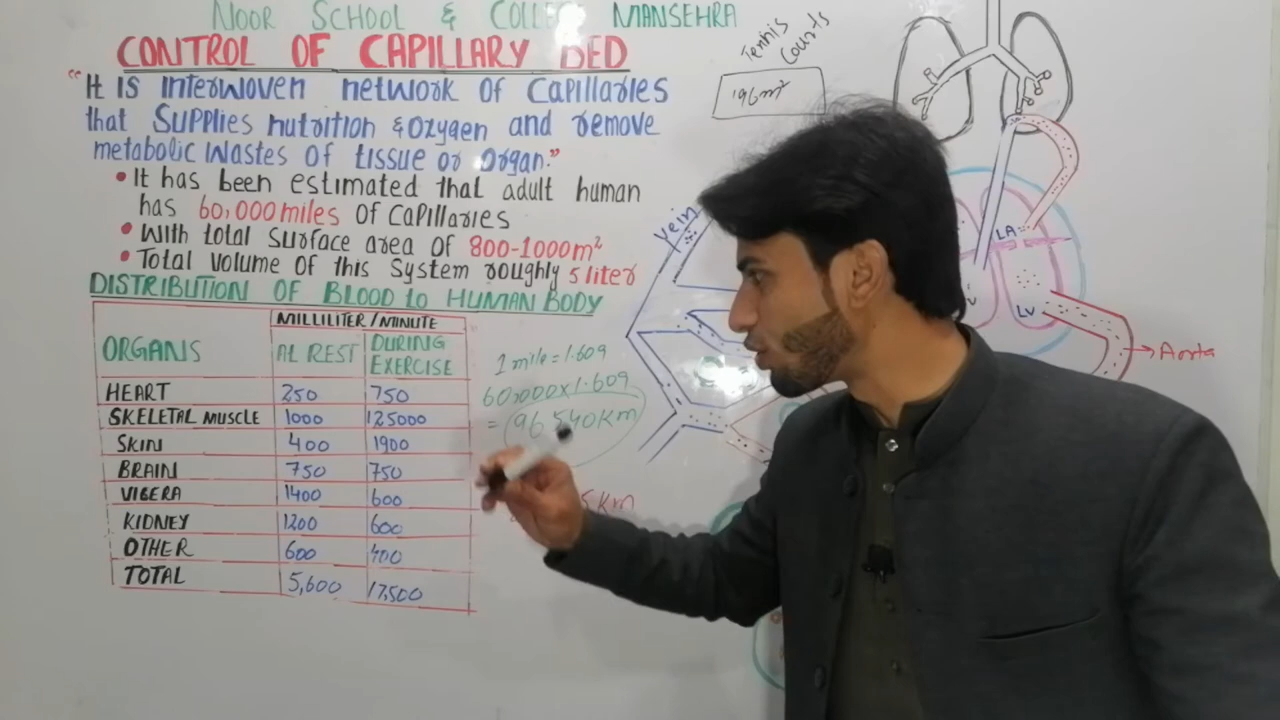 NOOR SCHOOL & COLLEGE MANSEHRA
CONTROL OF CAPILLARY BED
"It IS Interwoven network OF Capillaries
that Supplies nutrition & Oxygen and remove
metabolic Wastes OF tissue or Organ."
• It has been estimated that adult human
has 60,000 miles OF Capillaries
• With total surface area OF 800-1000m²
• Total Volume OF this System roughly 5 liter
DISTRIBUTION OF BLOOD to HUMAN BODY
ORGANS
MILLILITER/MINUTE
AL REST DURING EXERCISE
HEART 250 750
SKELETAL MUSCLE 1000 125000
SKIN 400 1900
BRAIN 750 750
VICERA 1400 600
KIDNEY 1200 600
OTHER 600 400
TOTAL 5,600 17,500
1 mile = 1.609
60,000 x 1.609
= 96540 Km
5 Km
Tennis
Courts
196m²
Vein
LA
LV
Aorta